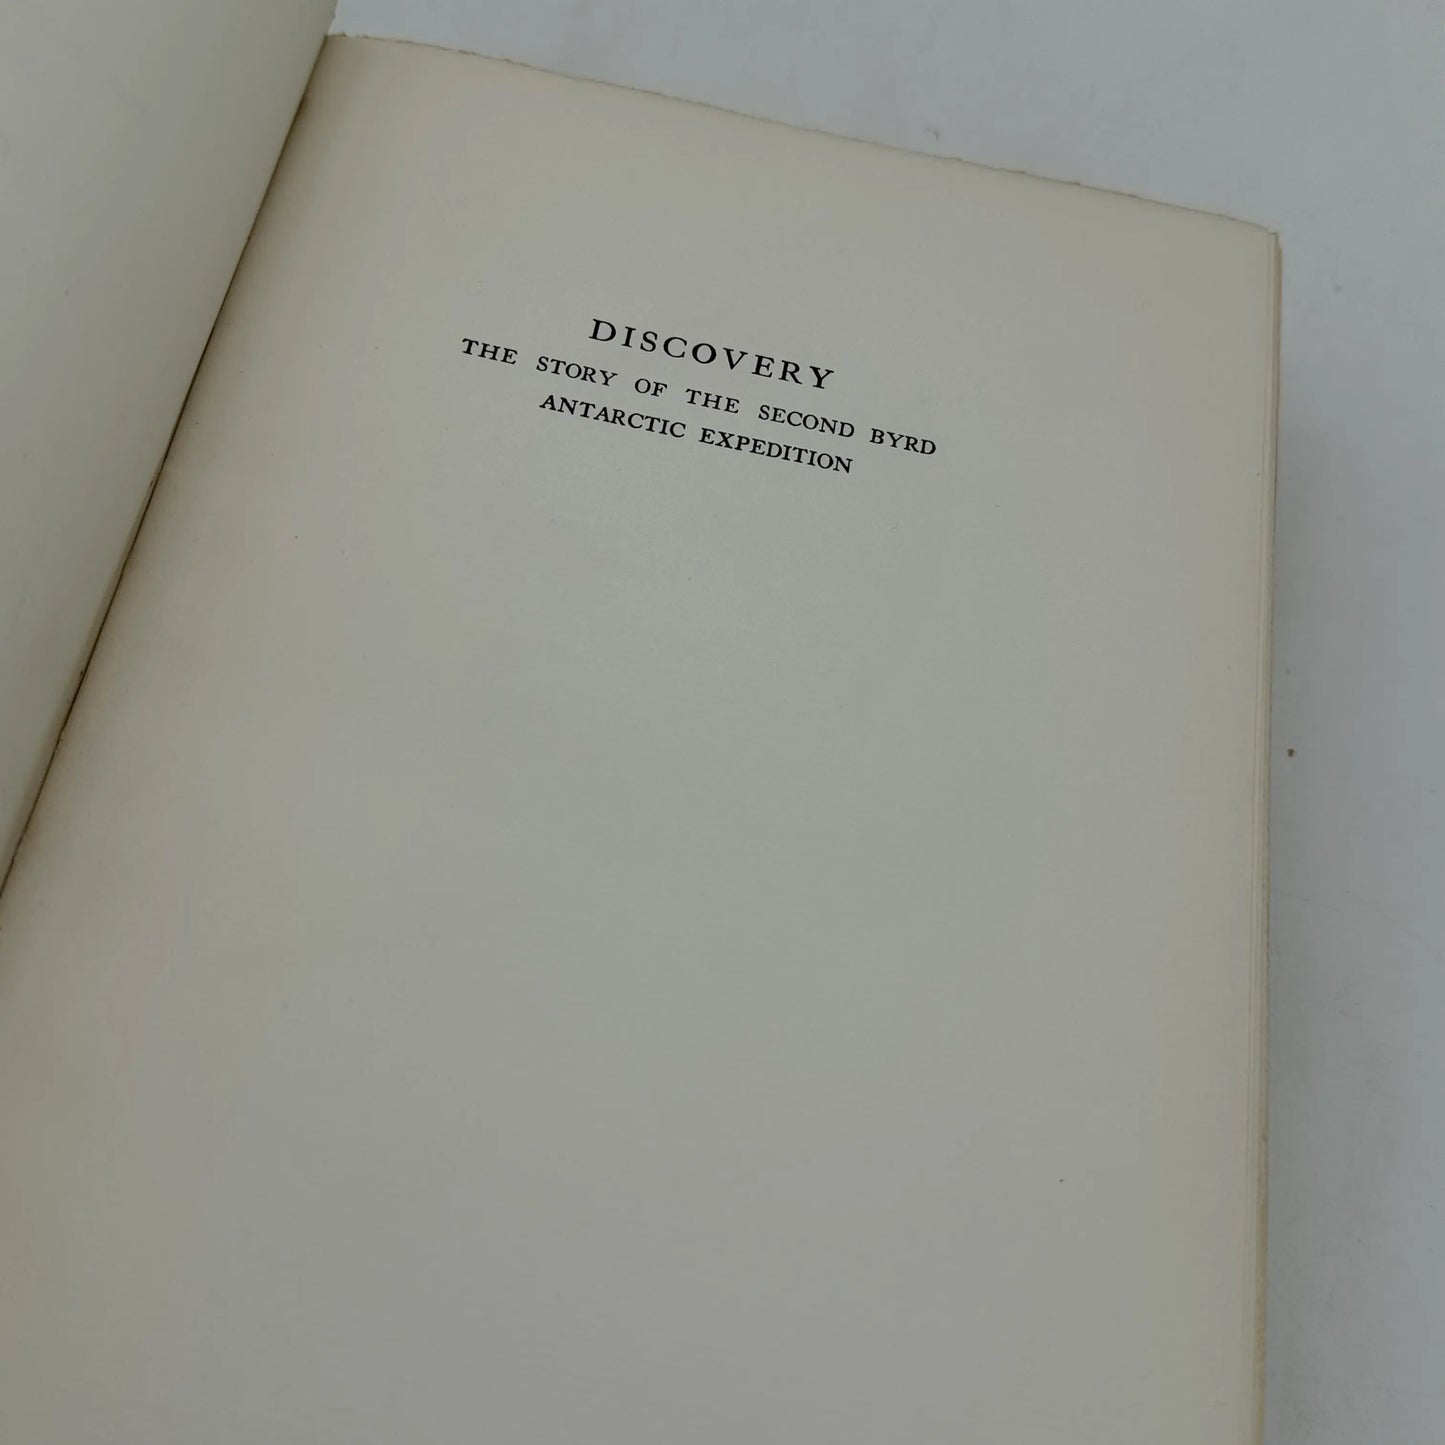 DISCOVERY
THE STORY OF THE SECOND BYRD
ANTARCTIC EXPEDITION